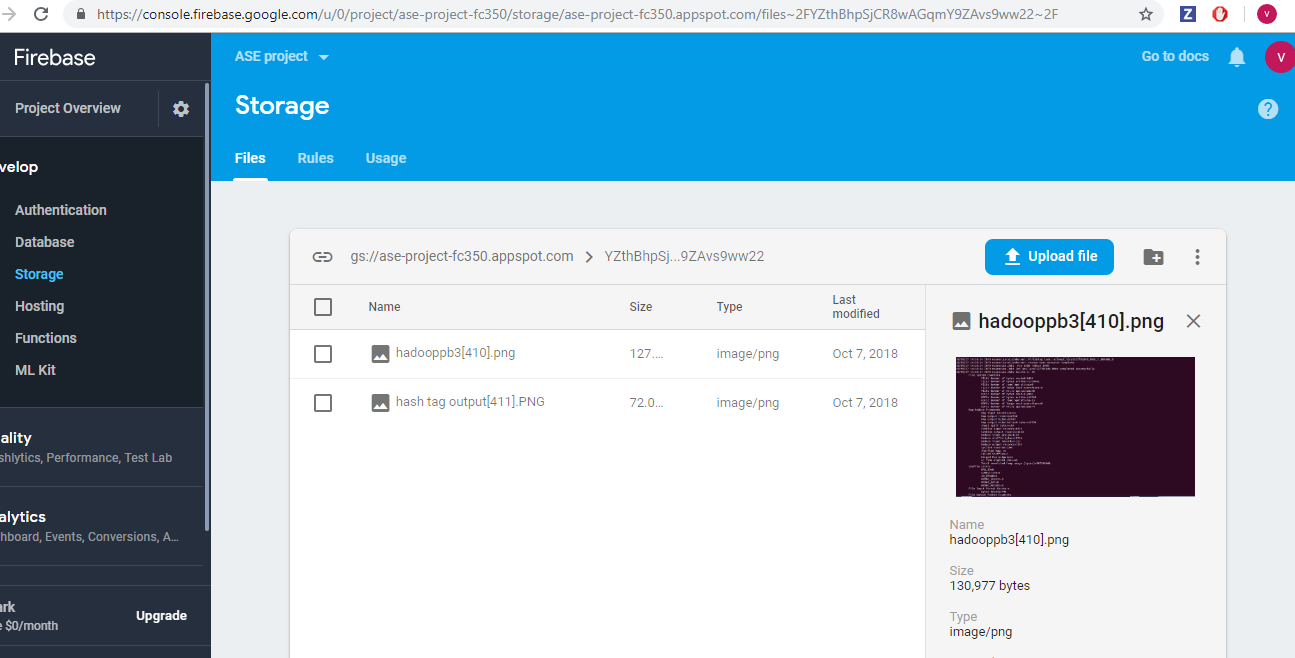 https://console.firebase.google.com/u/0/project/ase-project-fc350/storage/ase-project-fc350.appspot.com/files~2FYZthBhpSjCR8wAGqmY9ZAvs9ww22~2F
Z
V
Firebase
ASE project
Go to docs
V
Project Overview
Storage
?
Files Rules Usage
velop
Authentication
Database
Storage
Hosting
Functions
ML Kit
ality
shlytics, Performance, Test Lab
alytics
hboard, Events, Conversions, A...
ark
e $0/month
Upgrade
gs://ase-project-fc350.appspot.com > YZthBhpSj...9ZAvs9ww22
Upload file
Name Size Type Last modified
hadooppb3[410].png 127.... image/png Oct 7, 2018
hash tag output[411].PNG 72.0... image/png Oct 7, 2018
hadooppb3[410].png
Name
hadooppb3[410].png
Size
130,977 bytes
Type
image/png